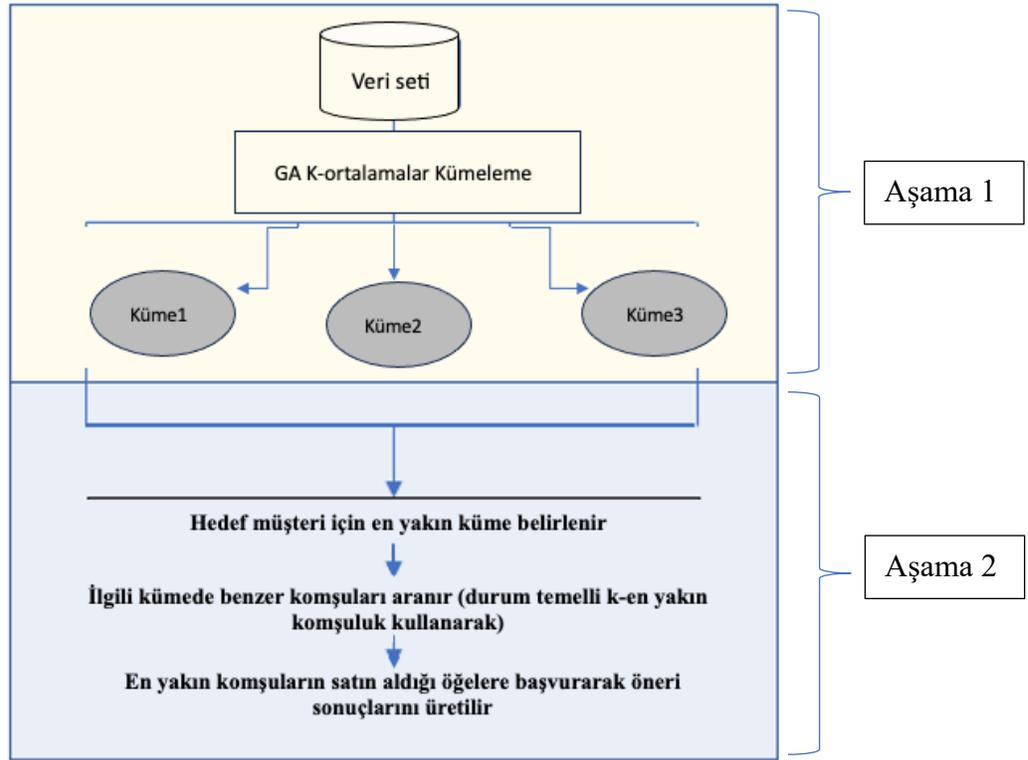 Veri seti
GA K-ortalamalar Kümeleme
Aşama 1
Küme1
Küme2
Küme3
Hedef müşteri için en yakın küme belirlenir
Aşama 2
İlgili kümede benzer komşuları aranır (durum temelli k-en yakın
komşuluk kullanarak)
En yakın komşuların satın aldığı öğelere başvurarak öneri
sonuçlarını üretilir